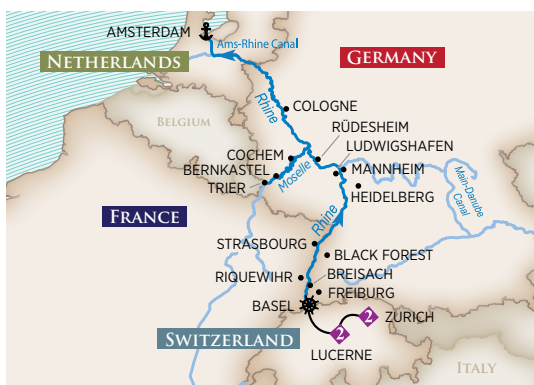 AMSTERDAM
Ams-Rhine Canal
NETHERLANDS
GERMANY
Rhine
COLOGNE
BELGIUM
RÜDESHEIM
LUDWIGSHAFEN
COCHEM
BERNKASTEL
TRIER
Moselle
MANNHEIM
HEIDELBERG
Main-Danube
Canal
FRANCE
Rhine
STRASBOURG
BLACK FOREST
RIQUEWIHR
BREISACH
FREIBURG
BASEL
2
ZURICH
2
SWITZERLAND
LUCERNE
ITALY